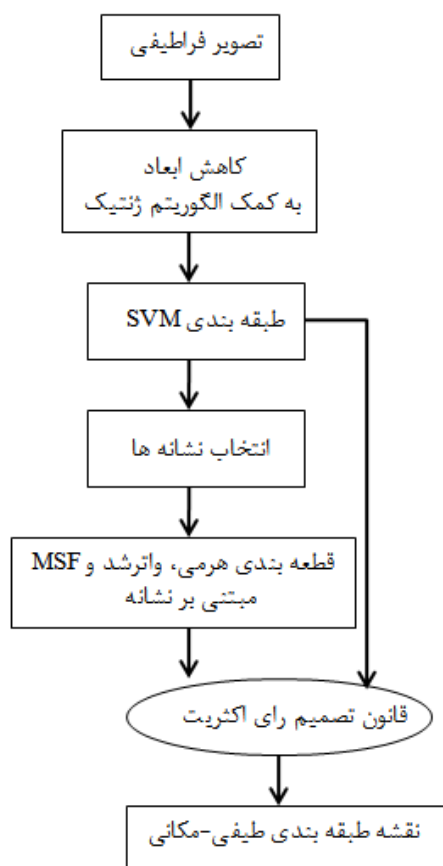 تصویر فراطیفی
کاهش ابعاد
به کمک الگوریتم ژنتیک
طبقه بندی SVM
انتخاب نشانه ها
قطعه بندی هرمی، واترشد و MSF
مبتنی بر نشانه
قانون تصمیم رای اکثریت
نقشه طبقه بندی طیفی-مکانی